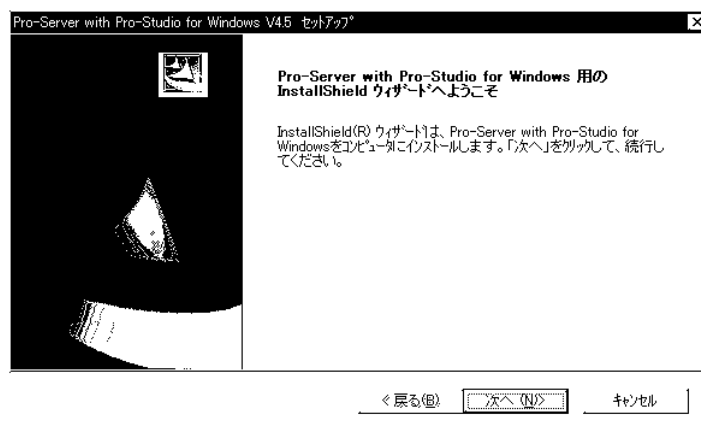 Pro-Server with Pro-Studio for Windows V4.5 セットアップ
Pro-Server with Pro-Studio for Windows 用の
InstallShield ウィザードへようこそ
InstallShield(R) ウィザードは、Pro-Server with Pro-Studio for
Windowsをコンピュータにインストールします。「次へ」をクリックして、続行し
てください。
< 戻る(B)
次へ (N)>
キャンセル